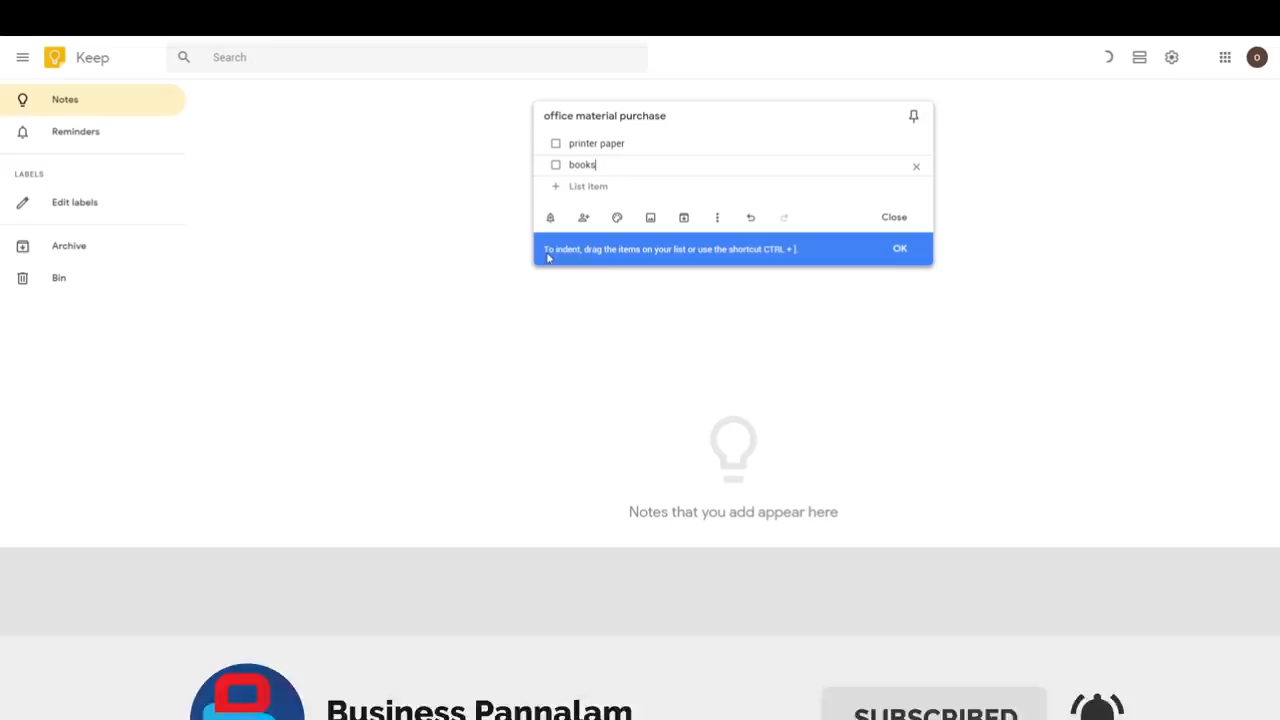 Keep
Search
O
Notes
Reminders
LABELS
Edit labels
Archive
Bin
office material purchase
printer paper
books
List item
Close
To indent, drag the items on your list or use the shortcut CTRL + ].
OK
Notes that you add appear here
Business Pannalam
SUBSCRIBED